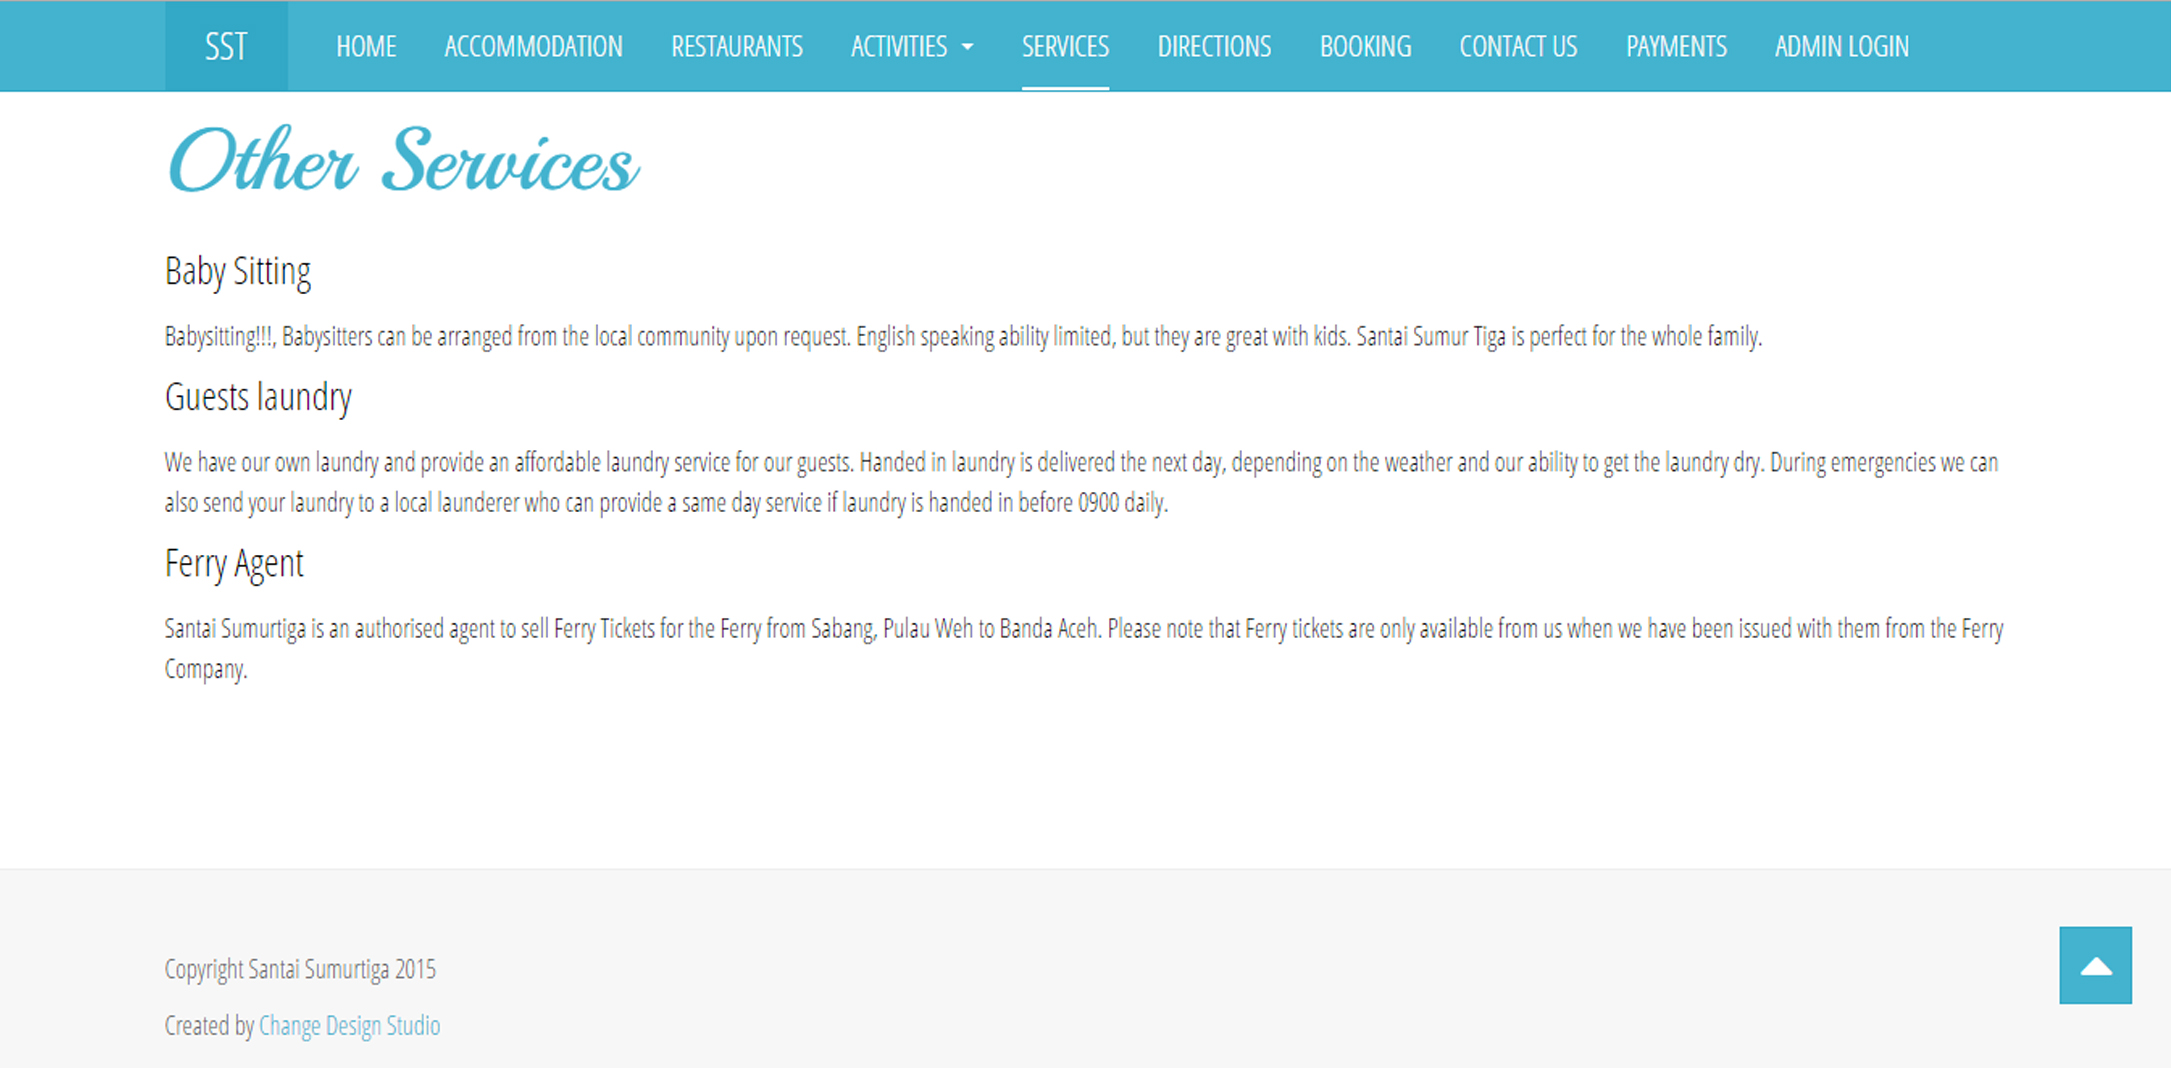 SST HOME ACCOMMODATION RESTAURANTS ACTIVITIES SERVICES DIRECTIONS BOOKING CONTACT US PAYMENTS ADMIN LOGIN
Other Services
Baby Sitting
Babysitting!!!, Babysitters can be arranged from the local community upon request. English speaking ability limited, but they are great with kids. Santai Sumur Tiga is perfect for the whole family.
Guests laundry
We have our own laundry and provide an affordable laundry service for our guests. Handed in laundry is delivered the next day, depending on the weather and our ability to get the laundry dry. During emergencies we can
also send your laundry to a local launderer who can provide a same day service if laundry is handed in before 0900 daily.
Ferry Agent
Santai Sumurtiga is an authorised agent to sell Ferry Tickets for the Ferry from Sabang, Pulau Weh to Banda Aceh. Please note that Ferry tickets are only available from us when we have been issued with them from the Ferry
Company.
Copyright Santai Sumurtiga 2015
Created by Change Design Studio